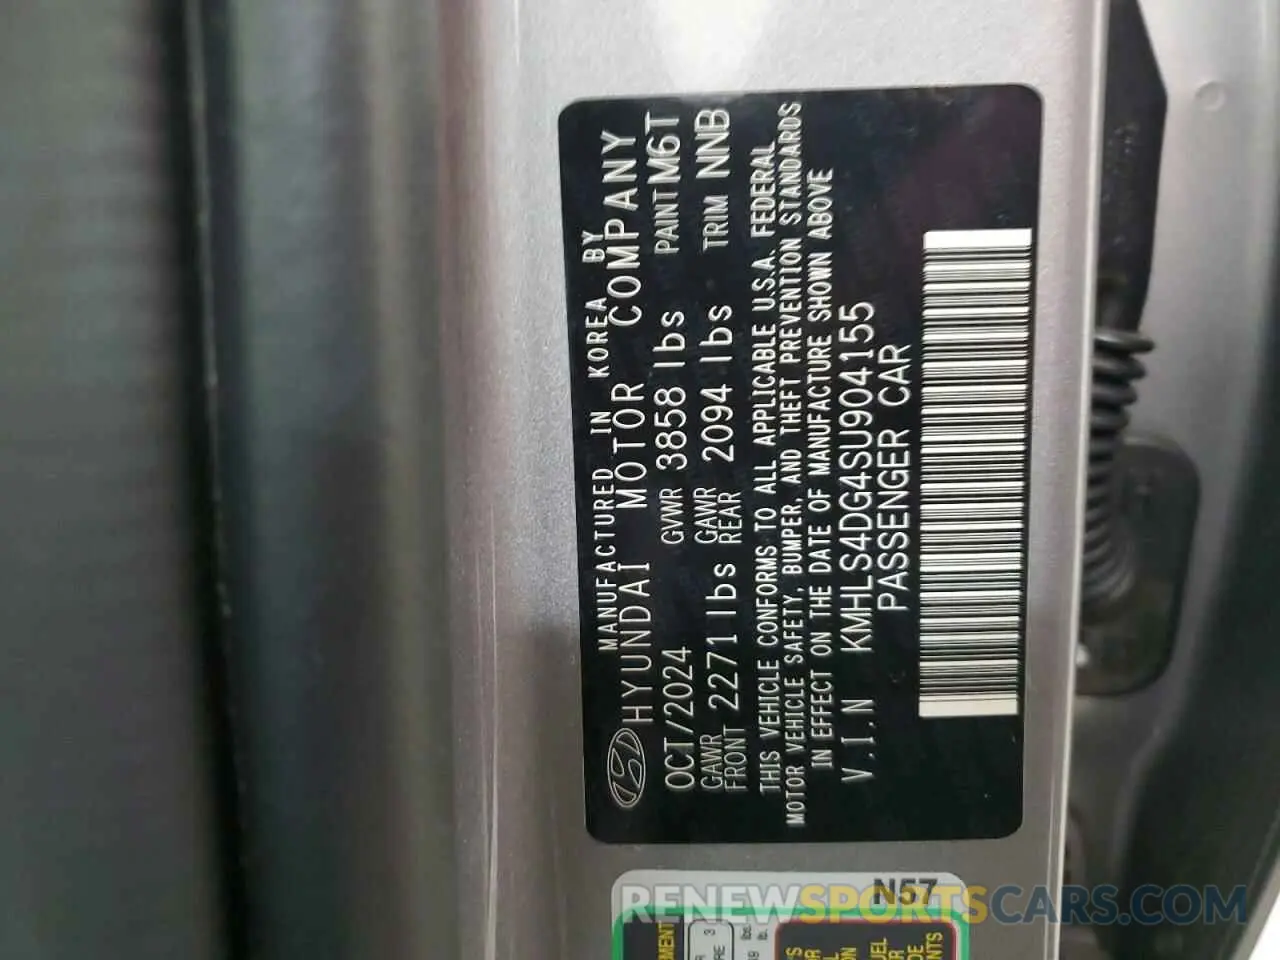 MANUFACTURED IN KOREA BY
HYUNDAI MOTOR COMPANY
OCT/2024 GVWR 3858 lbs PAINT M6T
GAWR FRONT 2271 lbs GAWR REAR 2094 lbs TRIM NNB
THIS VEHICLE CONFORMS TO ALL APPLICABLE U.S.A. FEDERAL
MOTOR VEHICLE SAFETY, BUMPER, AND THEFT PREVENTION STANDARDS
IN EFFECT ON THE DATE OF MANUFACTURE SHOWN ABOVE
V.I.N KMHLS4DG4SU904155
PASSENGER CAR
N57
RENEWSPORTSCARS.COM